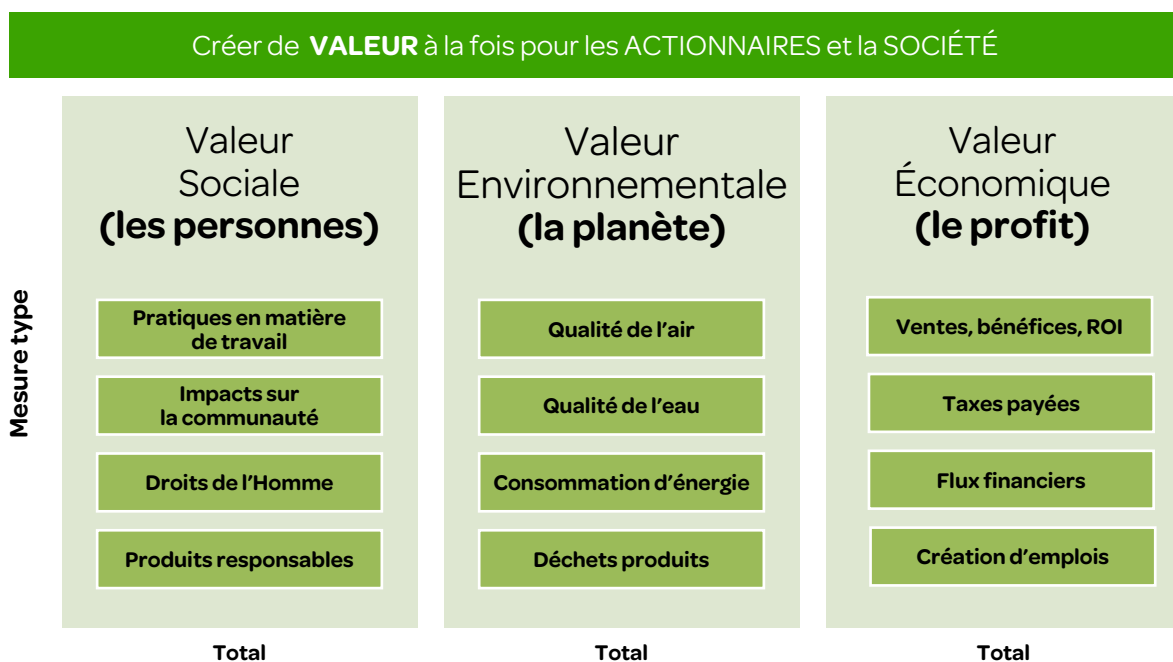 Créer de VALEUR à la fois pour les ACTIONNAIRES et la SOCIÉTÉ
Mesure type
Valeur
Sociale
(les personnes)
Pratiques en matière
de travail
Impacts sur
la communauté
Droits de l'Homme
Produits responsables
Total
Valeur
Environnementale
(la planète)
Qualité de l'air
Qualité de l'eau
Consommation d'énergie
Déchets produits
Total
Valeur
Économique
(le profit)
Ventes, bénéfices, ROI
Taxes payées
Flux financiers
Création d'emplois
Total